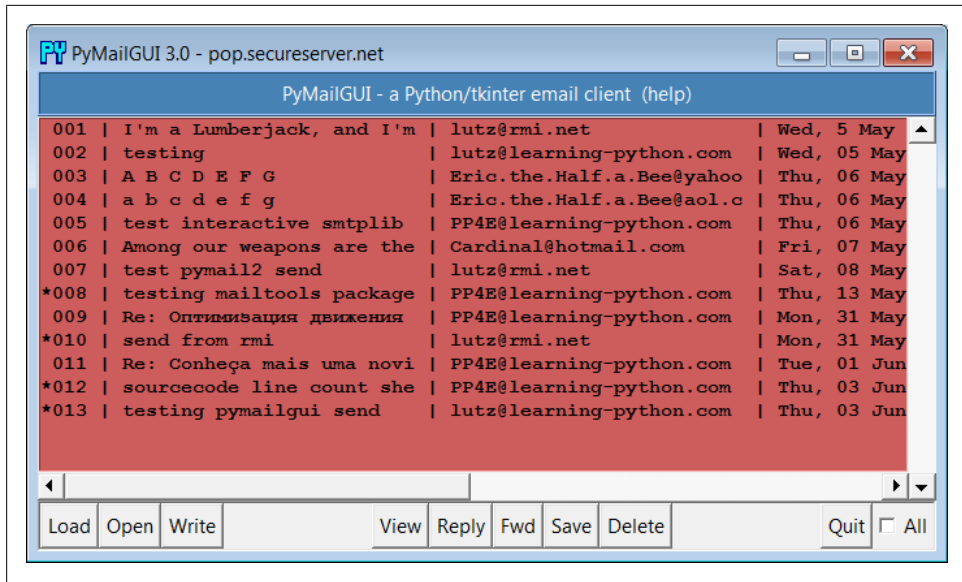 PY PyMailGUI 3.0 - pop.secureserver.net
PyMailGUI - a Python/tkinter email client (help)
001 | I'm a Lumberjack, and I'm | lutz@rmi.net | Wed, 5 May
002 | testing | lutz@learning-python.com | Wed, 05 May
003 | A B C D E F G | Eric.the.Half.a.Bee@yahoo | Thu, 06 May
004 | a b c d e f g | Eric.the.Half.a.Bee@aol.c | Thu, 06 May
005 | test interactive smtplib | PP4E@learning-python.com | Thu, 06 May
006 | Among our weapons are the | Cardinal@hotmail.com | Fri, 07 May
007 | test pymail2 send | lutz@rmi.net | Sat, 08 May
*008 | testing mailtools package | PP4E@learning-python.com | Thu, 13 May
009 | Re: Оптимизация движения | PP4E@learning-python.com | Mon, 31 May
*010 | send from rmi | lutz@rmi.net | Mon, 31 May
011 | Re: Conheça mais uma novi | PP4E@learning-python.com | Tue, 01 Jun
*012 | sourcecode line count she | PP4E@learning-python.com | Thu, 03 Jun
*013 | testing pymailgui send | lutz@learning-python.com | Thu, 03 Jun
Load Open Write View Reply Fwd Save Delete Quit All